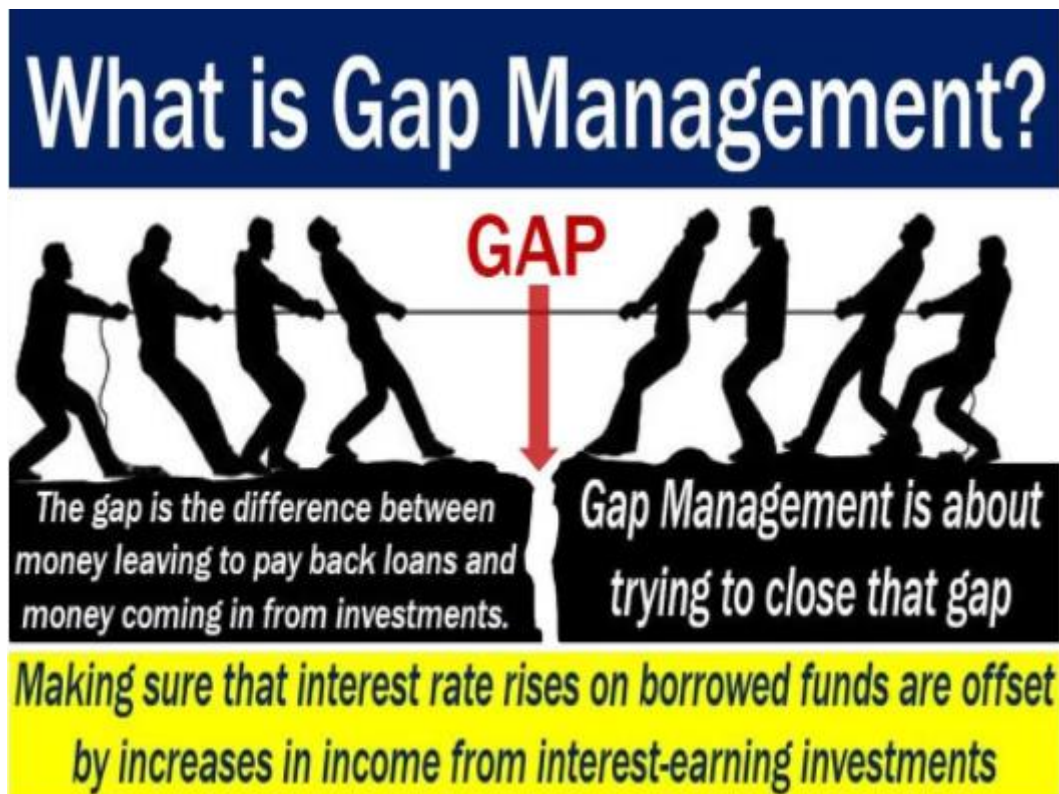 What is Gap Management?
GAP
The gap is the difference between
money leaving to pay back loans and
money coming in from investments.
Gap Management is about
trying to close that gap
Making sure that interest rate rises on borrowed funds are offset
by increases in income from interest-earning investments